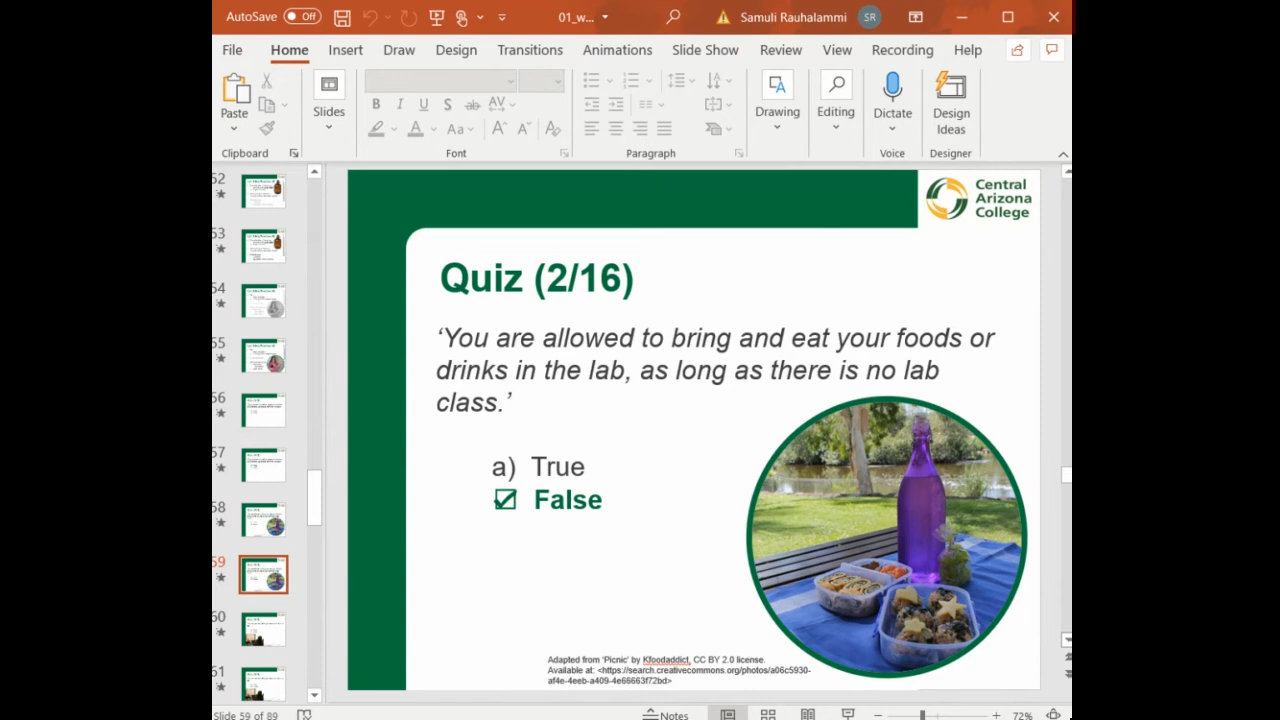 AutoSave Off 01_w... Samuli Rauhalammi SR
File Home Insert Draw Design Transitions Animations Slide Show Review View Recording Help
Paste Slides Drawing Editing Dictate Design Ideas
B I U S ab AV
Aa A A
Clipboard Font Paragraph Voice Designer
52
53
54
55
56
57
58
59
60
61
Central
Arizona
College
Quiz (2/16)
‘You are allowed to bring and eat your foods or
drinks in the lab, as long as there is no lab
class.’
a) True
False
Adapted from 'Picnic' by Kfoodaddict, CC BY 2.0 license.
Available at: <https://search.creativecommons.org/photos/a06c5930-
af4e-4eeb-a409-4e66663f72bd>
Slide 59 of 89 Notes 72%